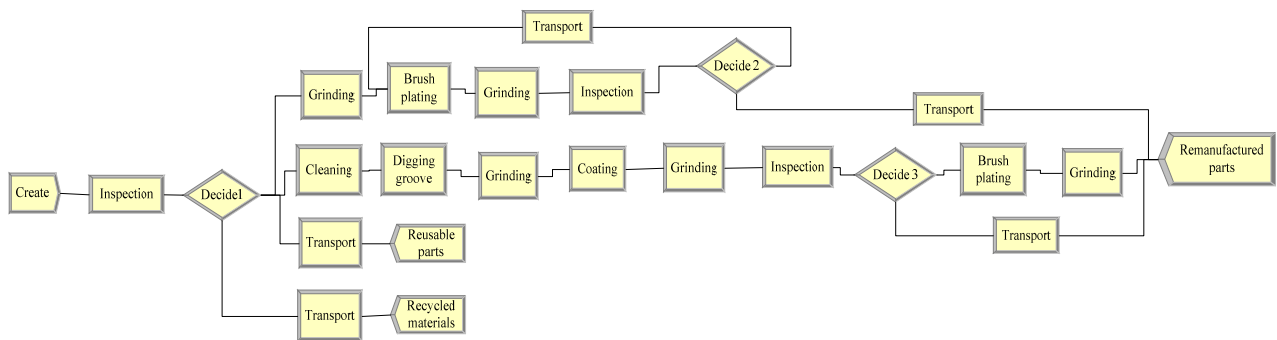 Transport
Grinding
Brush
plating
Grinding
Inspection
Decide 2
Transport
Create
Inspection
Decide1
Cleaning
Digging
groove
Grinding
Coating
Grinding
Inspection
Decide 3
Brush
plating
Grinding
Remanufactured
parts
Transport
Reusable
parts
Transport
Transport
Recycled
materials